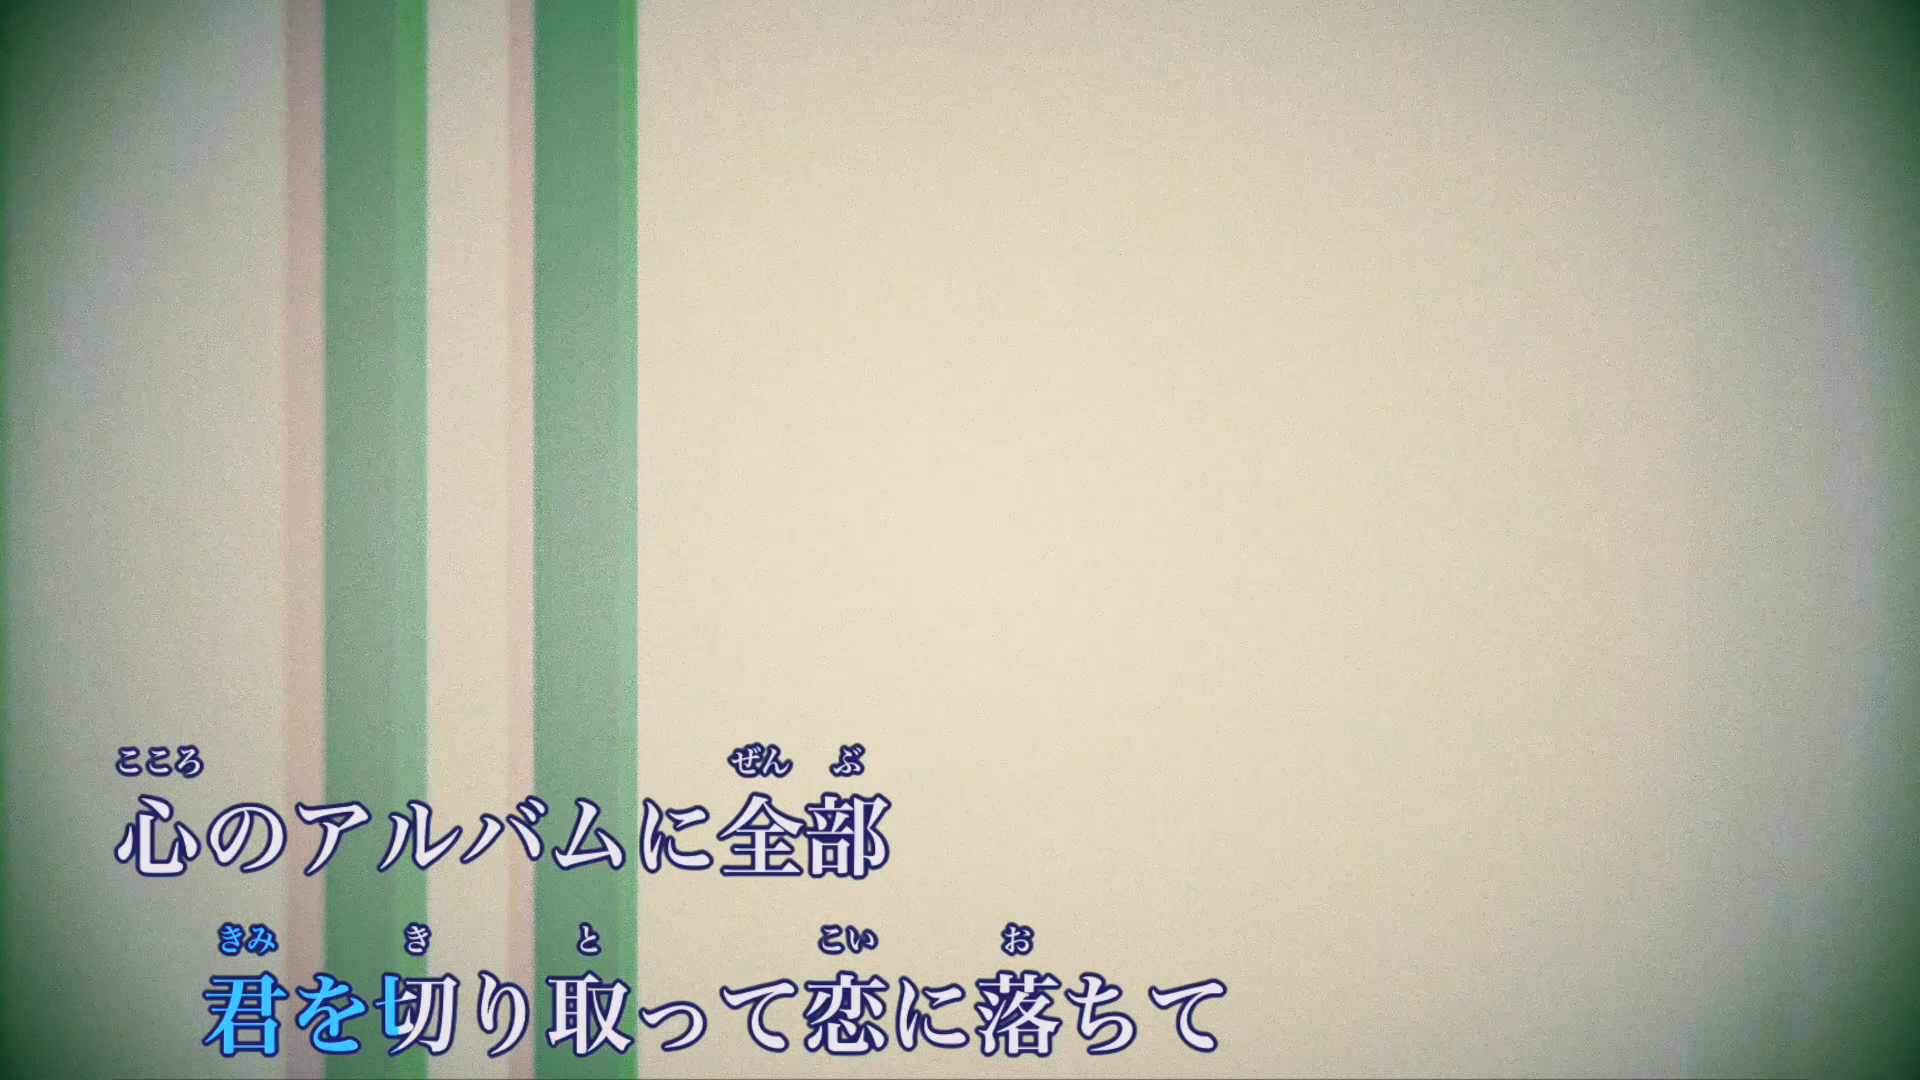 こころ ぜん ぶ
心のアルバムに全部
きみ き と こい お
君を切り取って恋に落ちて